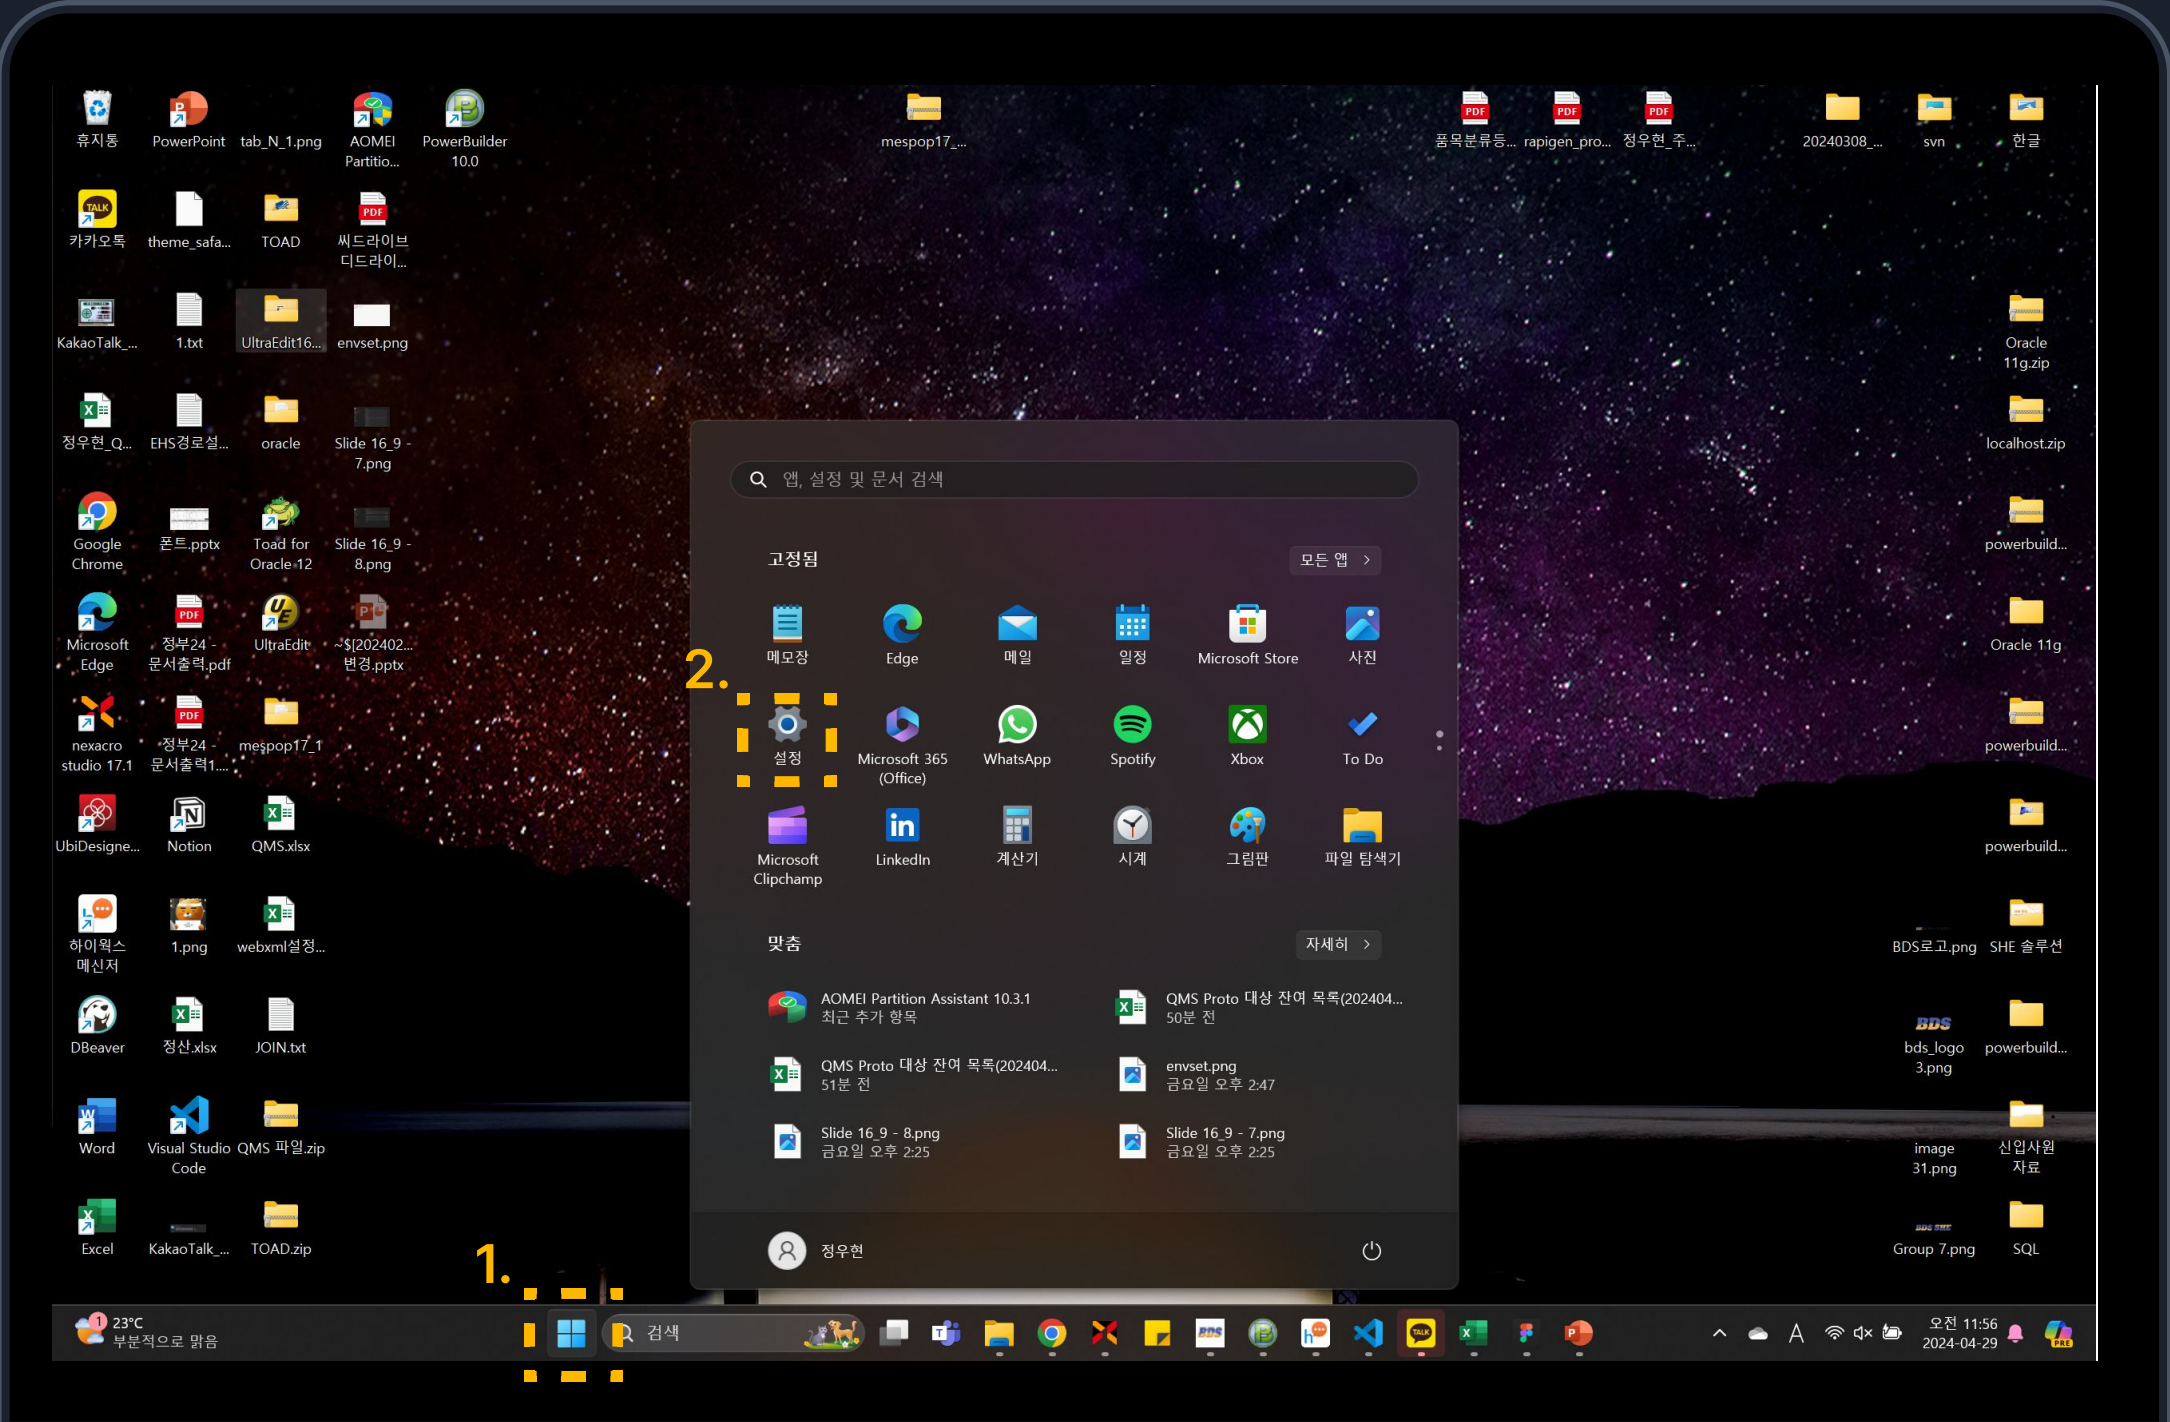 휴지통
PowerPoint
tab_N_1.png
AOMEI
Partitio...
PowerBuilder
10.0
mespop17_...
품목분류등...
rapigen_pro...
정우현_주...
20240308_...
svn
한글
카카오톡
theme_safa...
TOAD
씨드라이브
디드라이...
KakaoTalk_...
1.txt
UltraEdit16...
envset.png
Oracle
11g.zip
정우현_Q...
EHS경로설...
oracle
Slide 16_9 -
7.png
localhost.zip
Google
Chrome
폰트.pptx
Toad for
Oracle 12
Slide 16_9 -
8.png
powerbuild...
Microsoft
Edge
정부24 -
문서출력.pdf
UltraEdit
~$[202402...
변경.pptx
Oracle 11g
nexacro
studio 17.1
정부24 -
문서출력1....
mespop17_1
powerbuild...
UbiDesigne...
Notion
QMS.xlsx
powerbuild...
하이웍스
메신저
1.png
webxml설정...
BDS로고.png
SHE 솔루션
DBeaver
정산.xlsx
JOIN.txt
BDS
bds_logo
3.png
powerbuild...
Word
Visual Studio
Code
QMS 파일.zip
image
31.png
신입사원
자료
Excel
KakaoTalk_...
TOAD.zip
BDS SHE
Group 7.png
SQL
앱, 설정 및 문서 검색
고정됨
모든 앱 >
메모장
Edge
메일
일정
Microsoft Store
사진
2.
설정
Microsoft 365
(Office)
WhatsApp
Spotify
Xbox
To Do
Microsoft
Clipchamp
LinkedIn
계산기
시계
그림판
파일 탐색기
맞춤
자세히 >
AOMEI Partition Assistant 10.3.1
최근 추가 항목
QMS Proto 대상 잔여 목록(202404...
50분 전
QMS Proto 대상 잔여 목록(202404...
51분 전
envset.png
금요일 오후 2:47
Slide 16_9 - 8.png
금요일 오후 2:25
Slide 16_9 - 7.png
금요일 오후 2:25
정우현
1.
1
23°C
부분적으로 맑음
검색
BDS
TALK
A
오전 11:56
2024-04-29
PRE